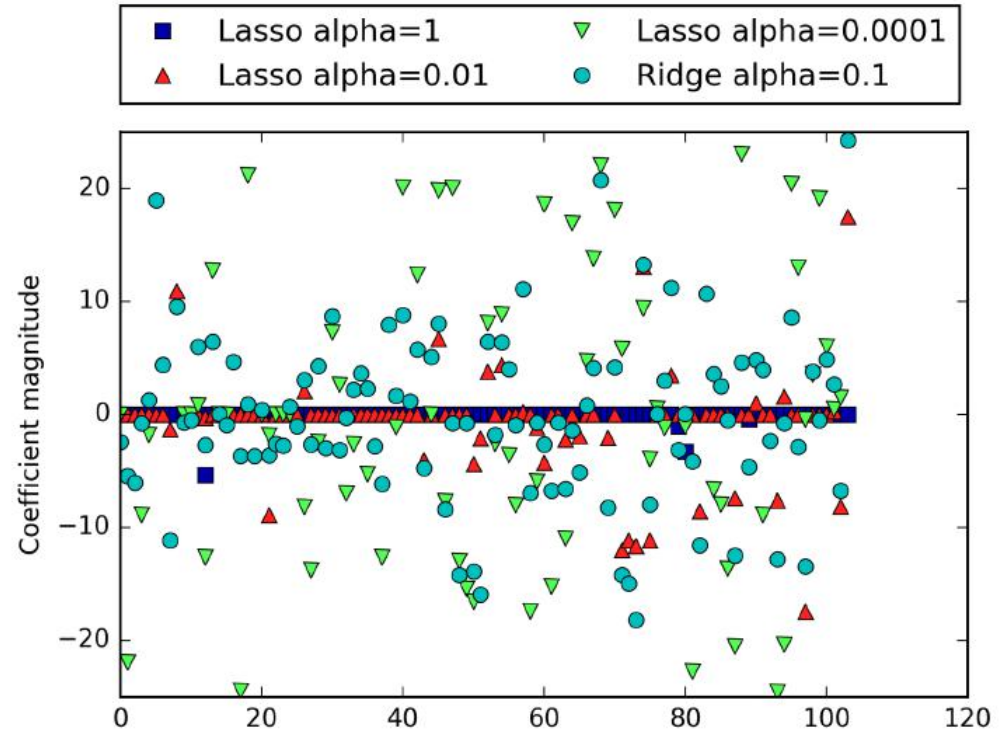 Lasso alpha=1
Lasso alpha=0.01
Lasso alpha=0.0001
Ridge alpha=0.1
Coefficient magnitude
20
10
0
−10
−20
0 20 40 60 80 100 120